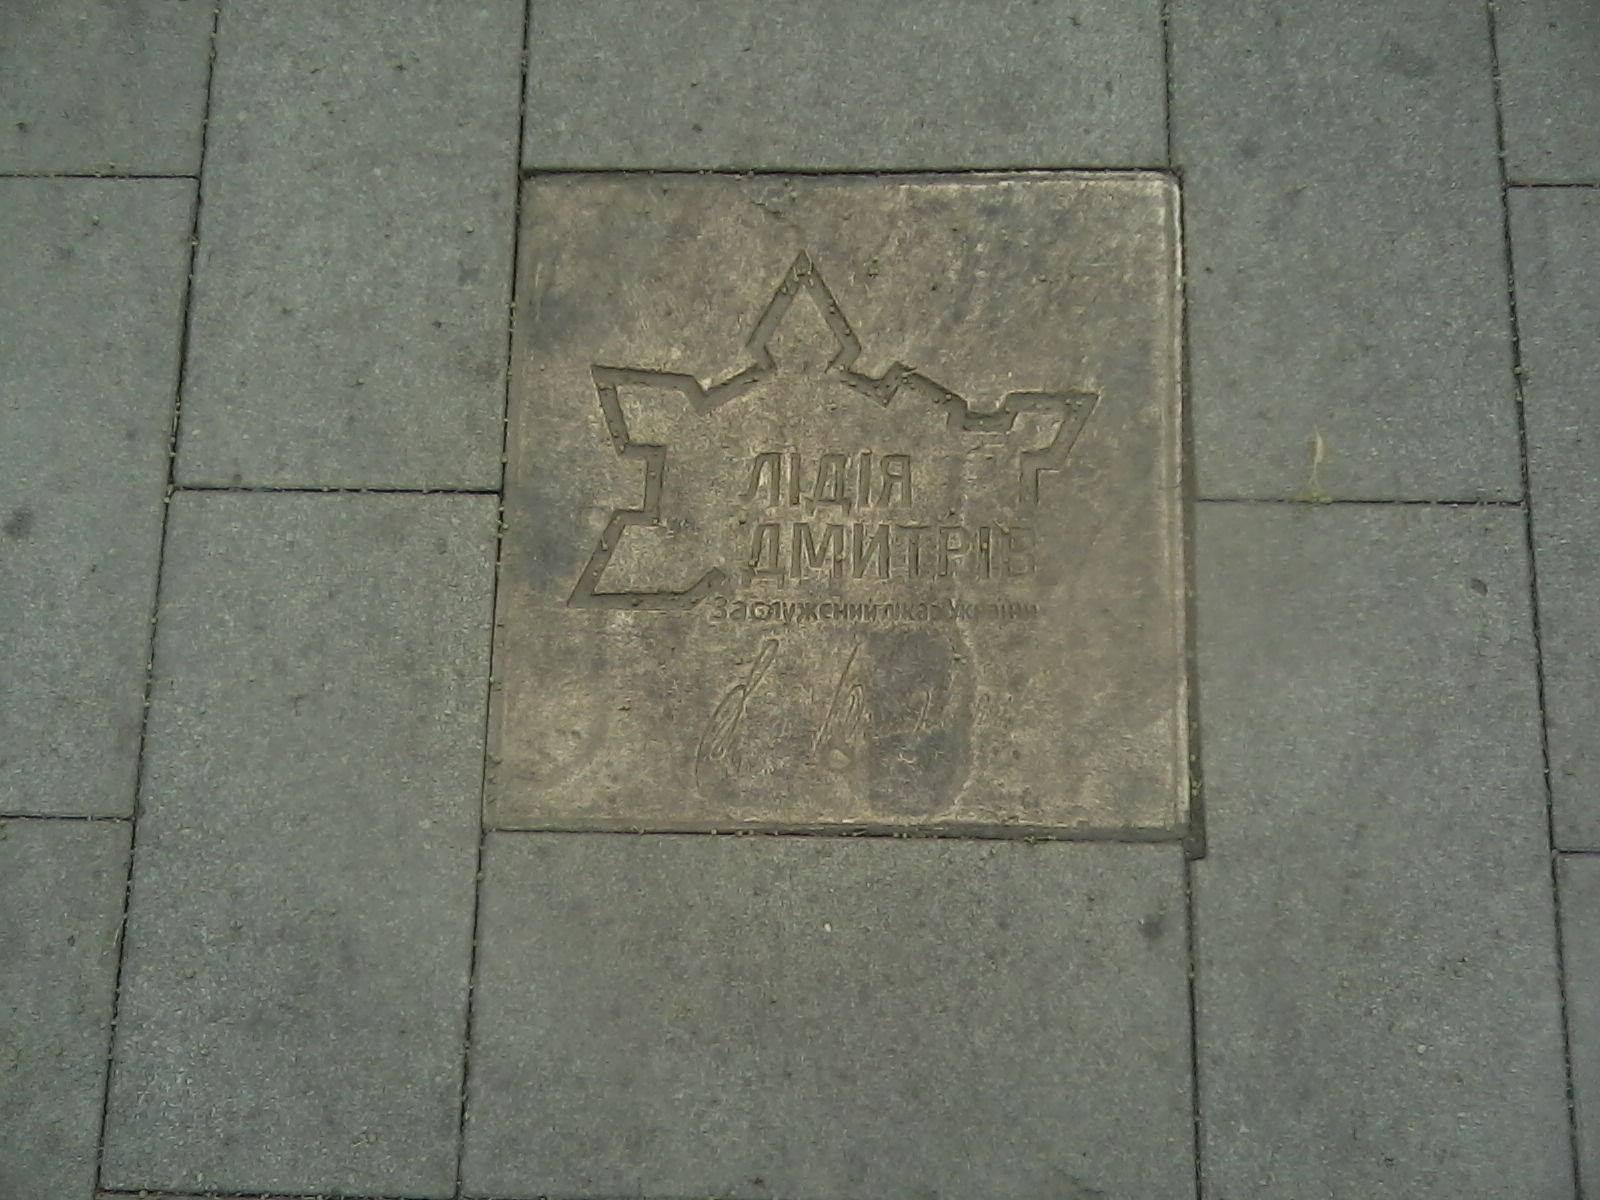 ЛІДІЯ
ДМИТРІВ
Заслужений лікар України